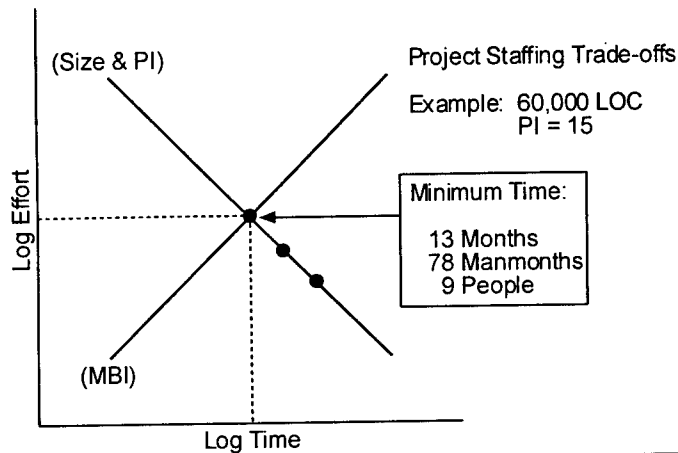 (Size & PI)
Project Staffing Trade-offs
Example: 60,000 LOC
PI = 15
Minimum Time:
13 Months
78 Manmonths
9 People
Log Effort
(MBI)
Log Time